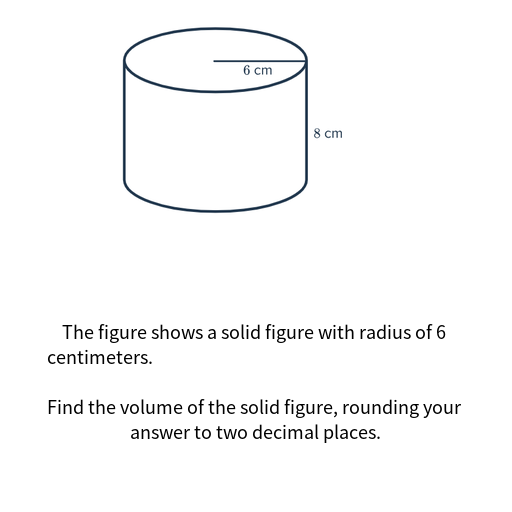 6 cm
8 cm
The figure shows a solid figure with radius of 6
centimeters.
Find the volume of the solid figure, rounding your
answer to two decimal places.